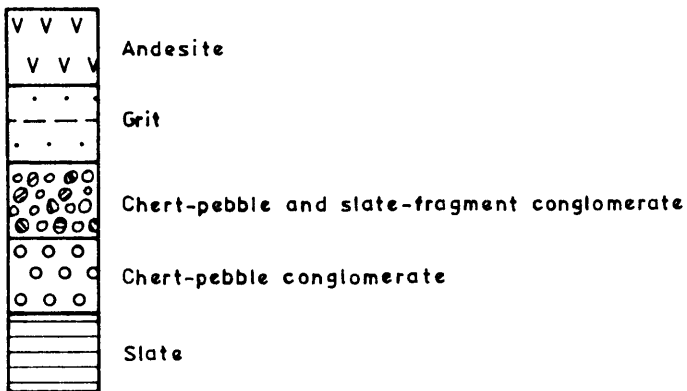 Andesite
Grit
Chert-pebble and slate-fragment conglomerate
Chert-pebble conglomerate
Slate